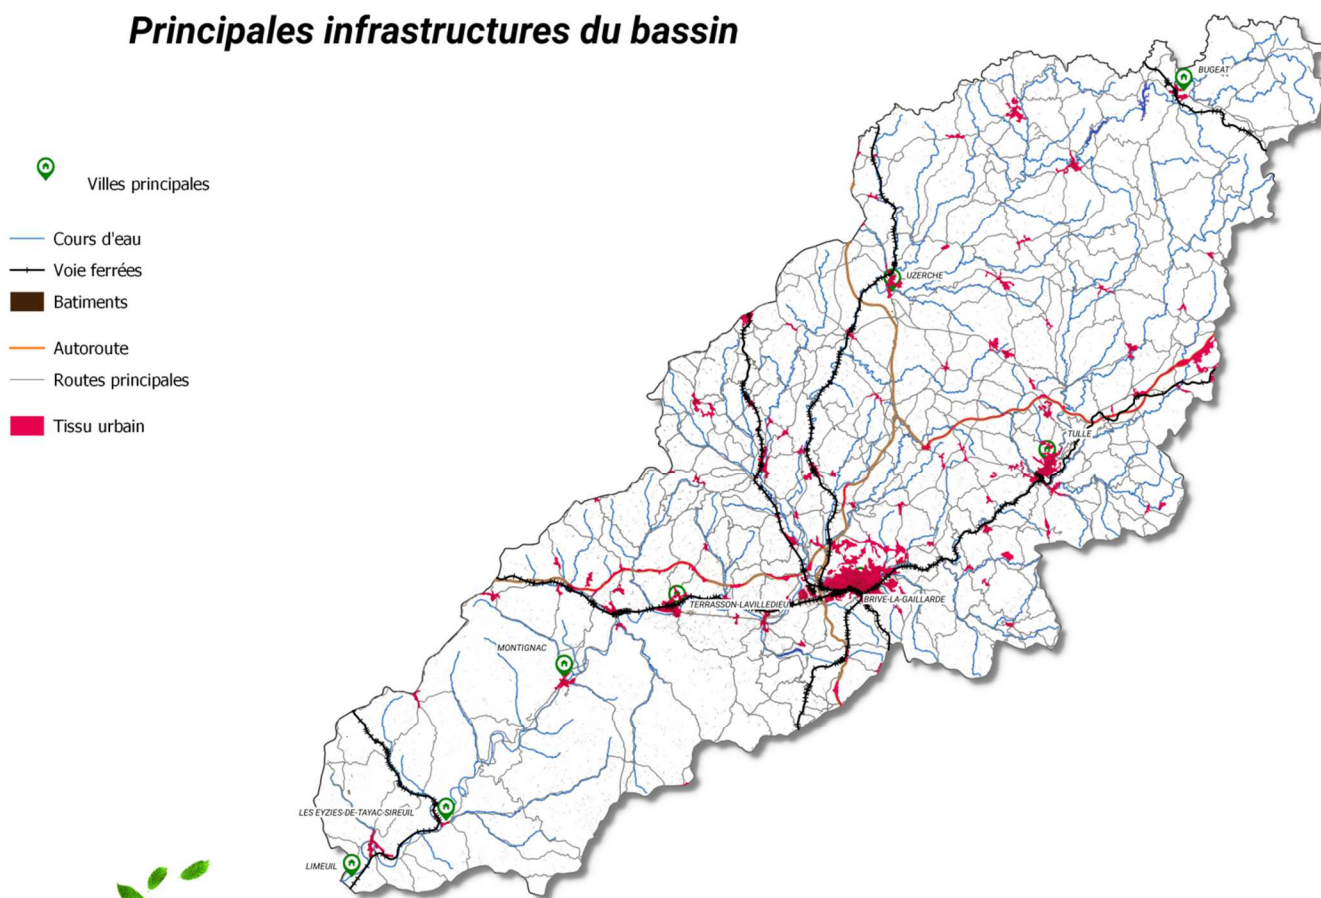 Principales infrastructures du bassin
Villes principales
Cours d'eau
Voie ferrées
Batiments
Autoroute
Routes principales
Tissu urbain
BUGEAT
UZERCHE
TULLE
TERRASSON-LAVILLEDIEU
BRIVE-LA-GAILLARDE
MONTIGNAC
LES EYZIES-DE-TAYAC-SIREUIL
LIMEUIL